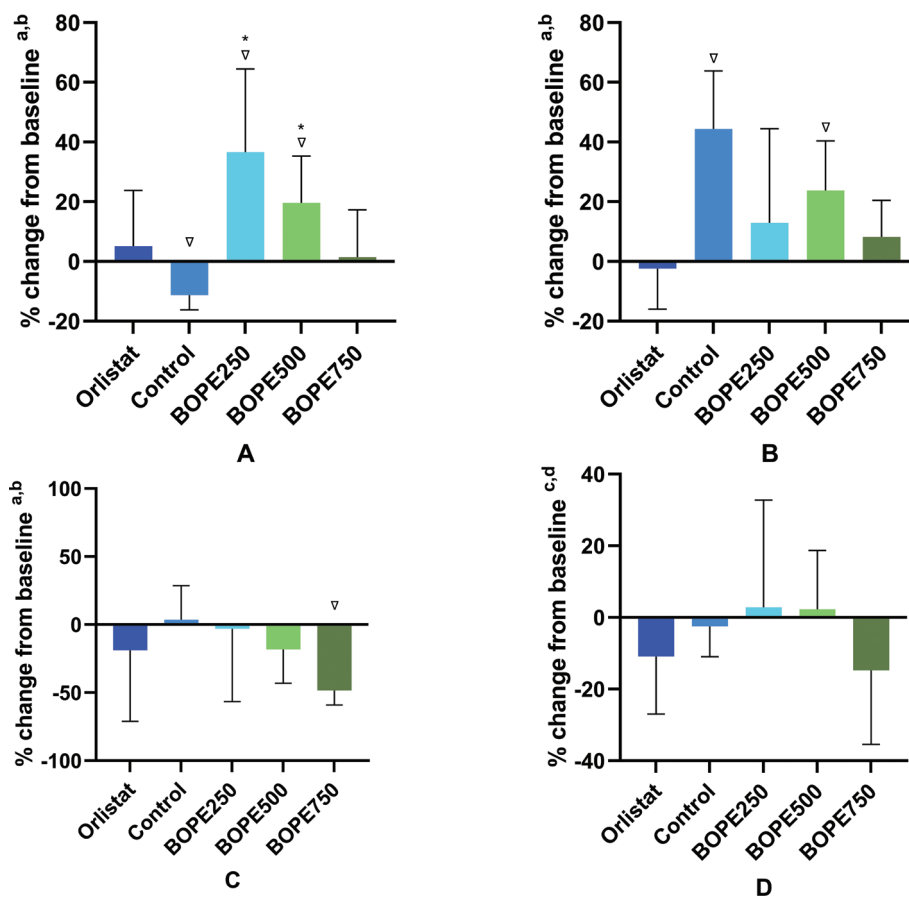 % change from baseline a,b
80
60
40
20
0
-20
*
▽
▽
*
▽
Orlistat
Control
BOPE250
BOPE500
BOPE750
A
% change from baseline a,b
80
60
40
20
0
-20
▽
▽
Orlistat
Control
BOPE250
BOPE500
BOPE750
B
% change from baseline a,b
100
50
0
-50
-100
▽
Orlistat
Control
BOPE250
BOPE500
BOPE750
C
% change from baseline c,d
40
20
0
-20
-40
Orlistat
Control
BOPE250
BOPE500
BOPE750
D